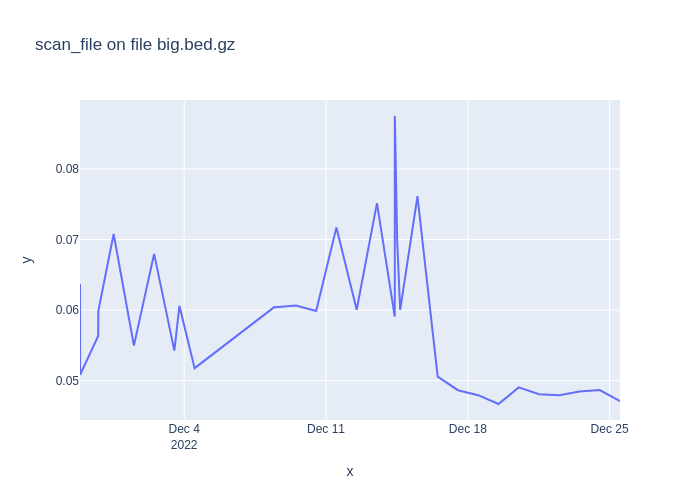 scan_file on file big.bed.gz
0.08
0.07
0.06
0.05
y
Dec 4
2022
Dec 11
Dec 18
Dec 25
x